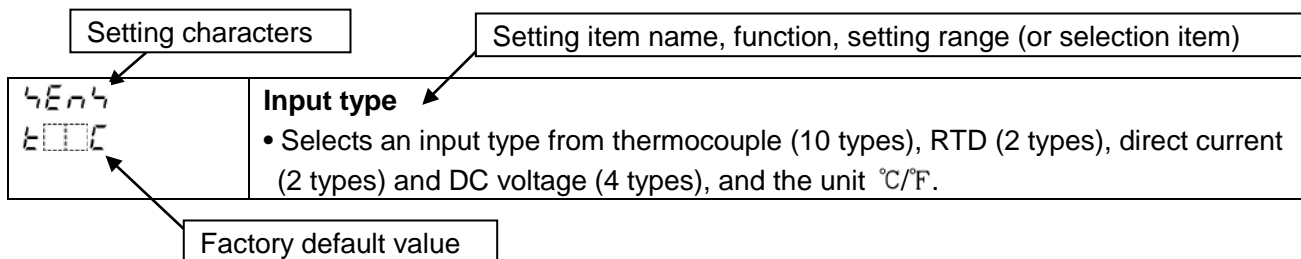 Setting characters
Setting item name, function, setting range (or selection item)
SEnS
Input type
E□□C
• Selects an input type from thermocouple (10 types), RTD (2 types), direct current
(2 types) and DC voltage (4 types), and the unit ℃/℉.
Factory default value